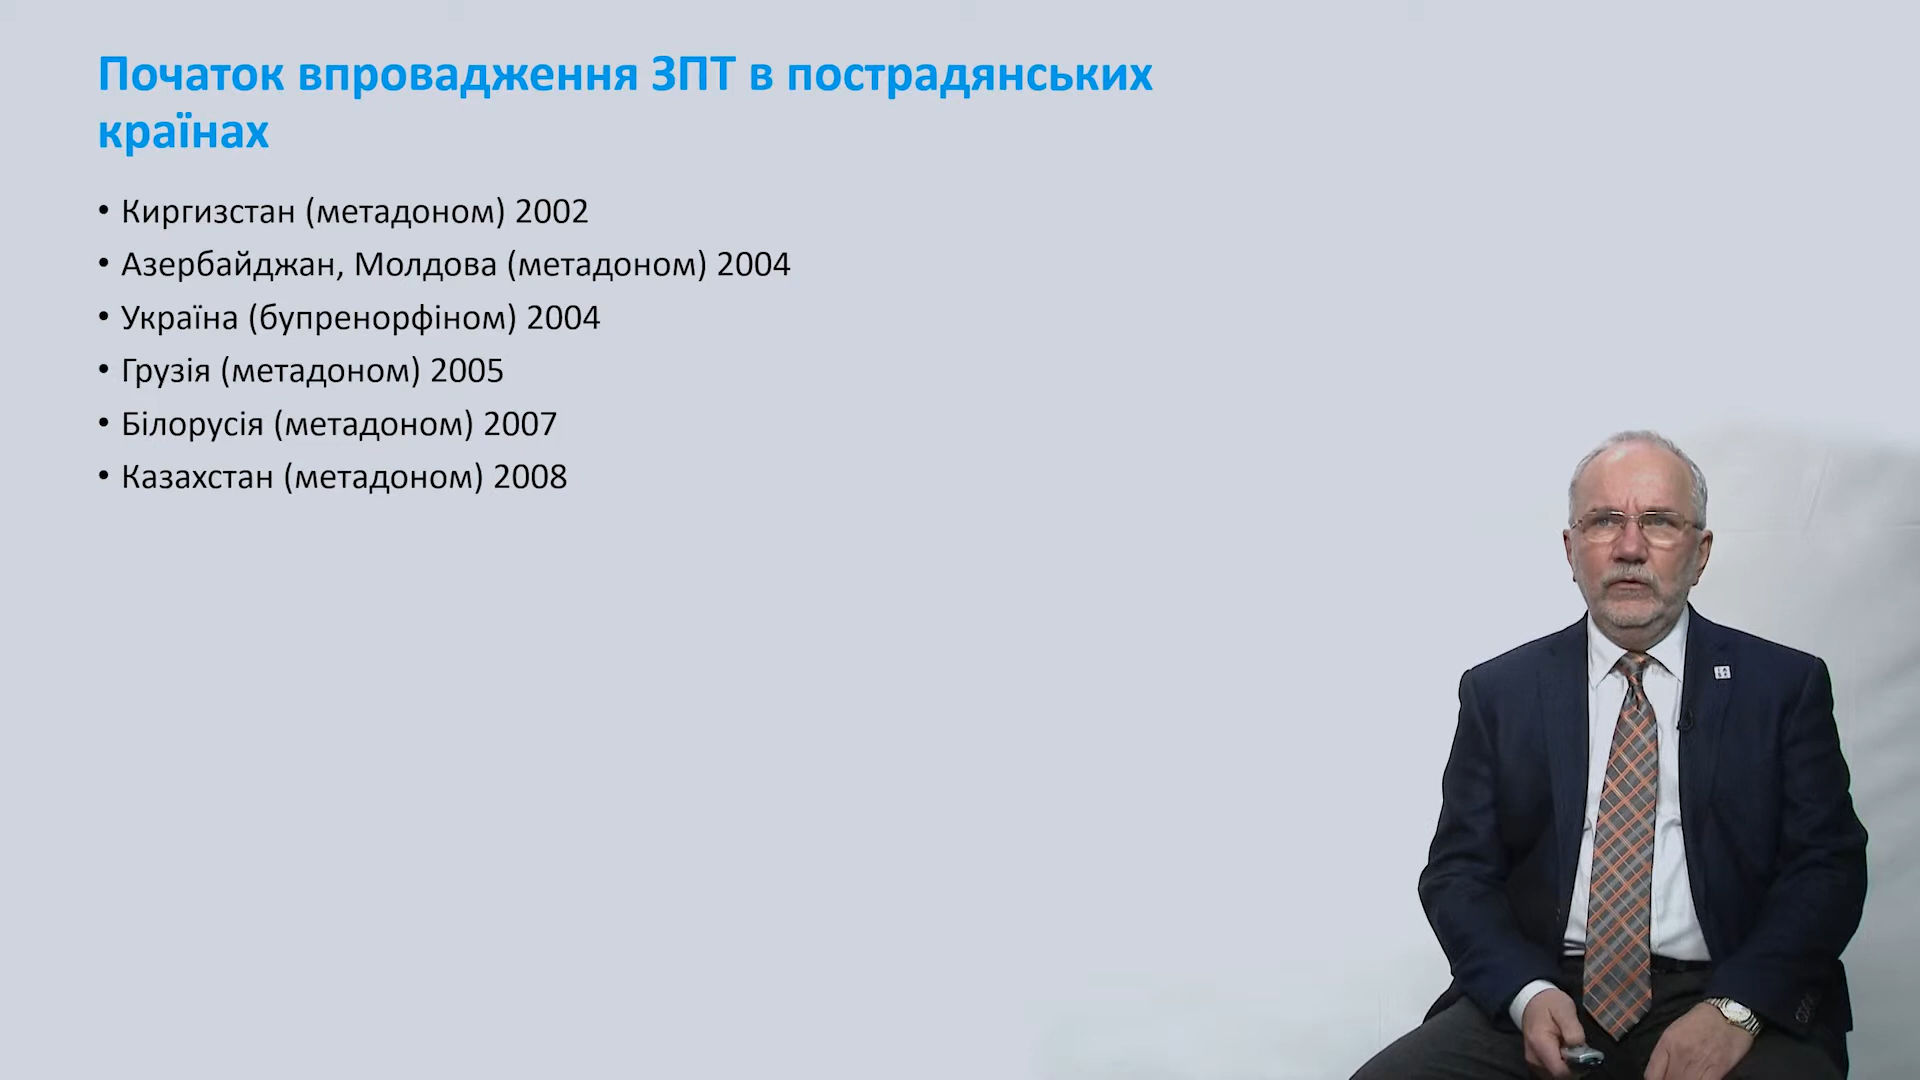 Початок впровадження ЗПТ в пострадянських
країнах
• Киргизстан (метадоном) 2002
• Азербайджан, Молдова (метадоном) 2004
• Україна (бупренорфіном) 2004
• Грузія (метадоном) 2005
• Білорусія (метадоном) 2007
• Казахстан (метадоном) 2008